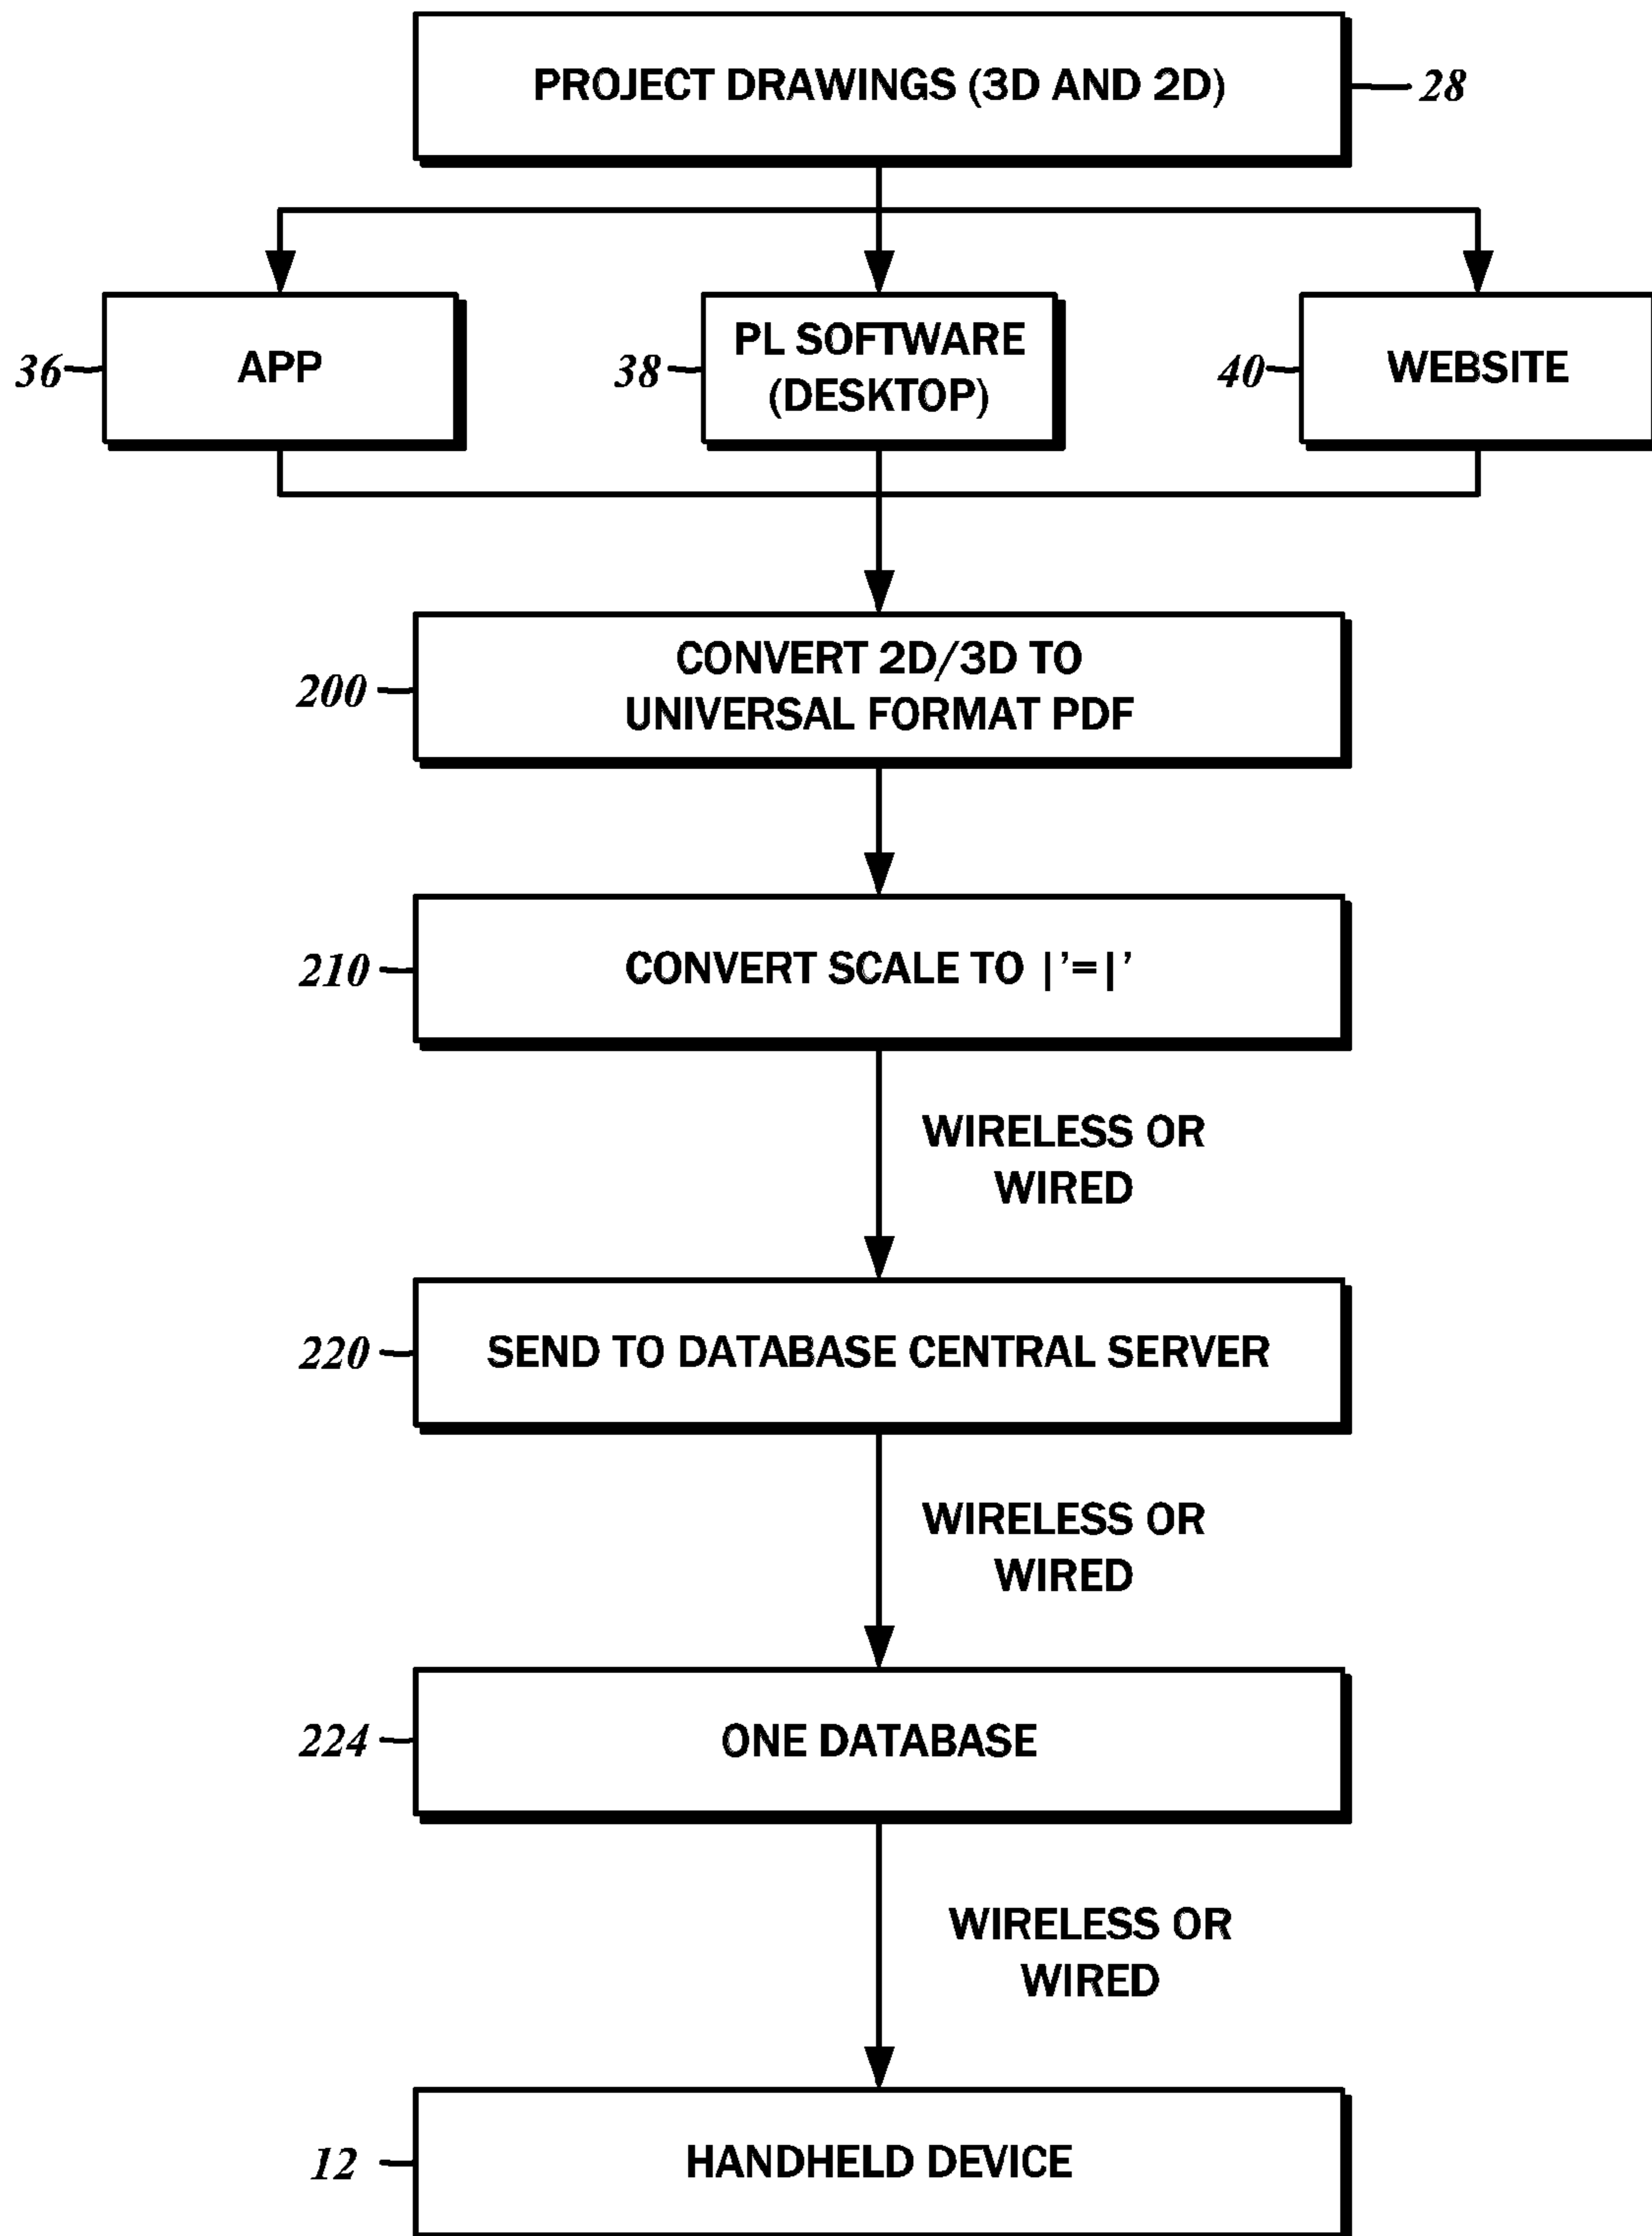 PROJECT DRAWINGS (3D AND 2D)
28
36
APP
38
PL SOFTWARE
(DESKTOP)
40
WEBSITE
200
CONVERT 2D/3D TO
UNIVERSAL FORMAT PDF
210
CONVERT SCALE TO |’=|’
WIRELESS OR
WIRED
220
SEND TO DATABASE CENTRAL SERVER
WIRELESS OR
WIRED
224
ONE DATABASE
WIRELESS OR
WIRED
12
HANDHELD DEVICE